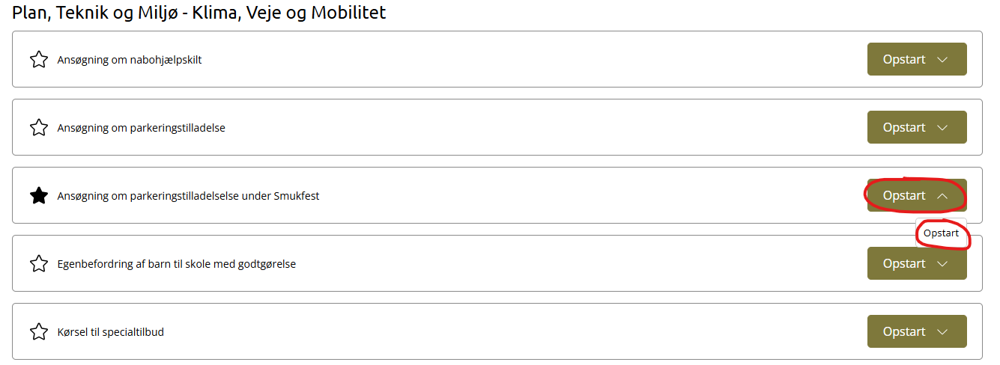 Plan, Teknik og Miljø - Klima, Veje og Mobilitet
Ansøgning om nabohjælpskilt Opstart
Ansøgning om parkeringstilladelse Opstart
Ansøgning om parkeringstilladelselse under Smukfest Opstart
Opstart
Egenbefordring af barn til skole med godtgørelse Opstart
Kørsel til specialtilbud Opstart